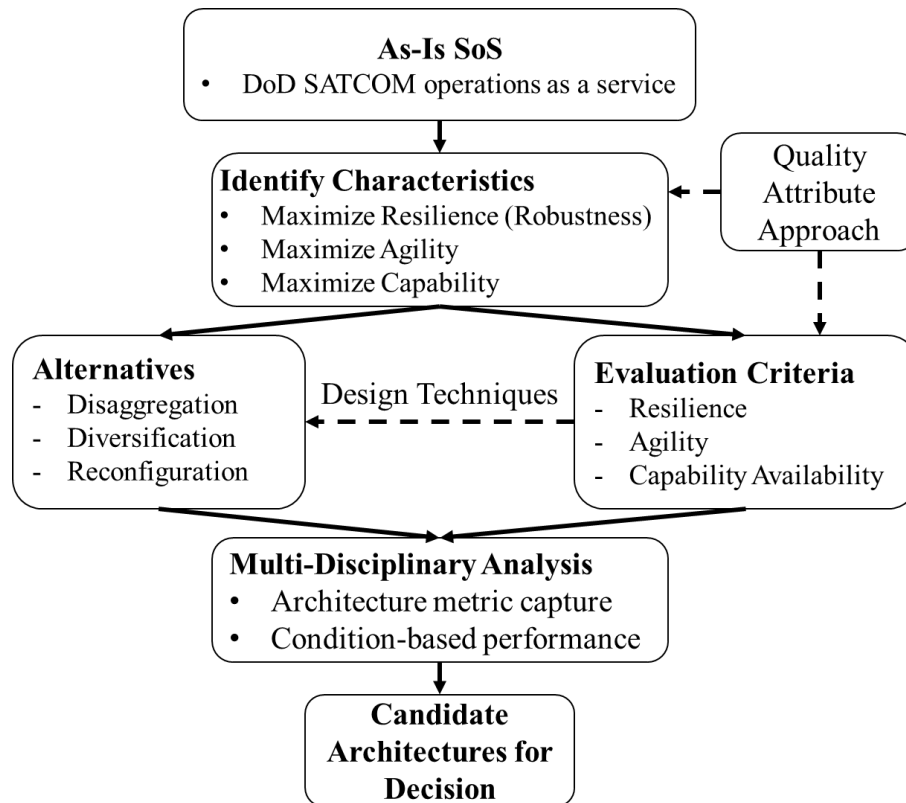 As-Is SoS
• DoD SATCOM operations as a service
Identify Characteristics
• Maximize Resilience (Robustness)
• Maximize Agility
• Maximize Capability
Quality
Attribute
Approach
Alternatives
- Disaggregation
- Diversification
- Reconfiguration
Design Techniques
Evaluation Criteria
- Resilience
- Agility
- Capability Availability
Multi-Disciplinary Analysis
• Architecture metric capture
• Condition-based performance
Candidate
Architectures for
Decision